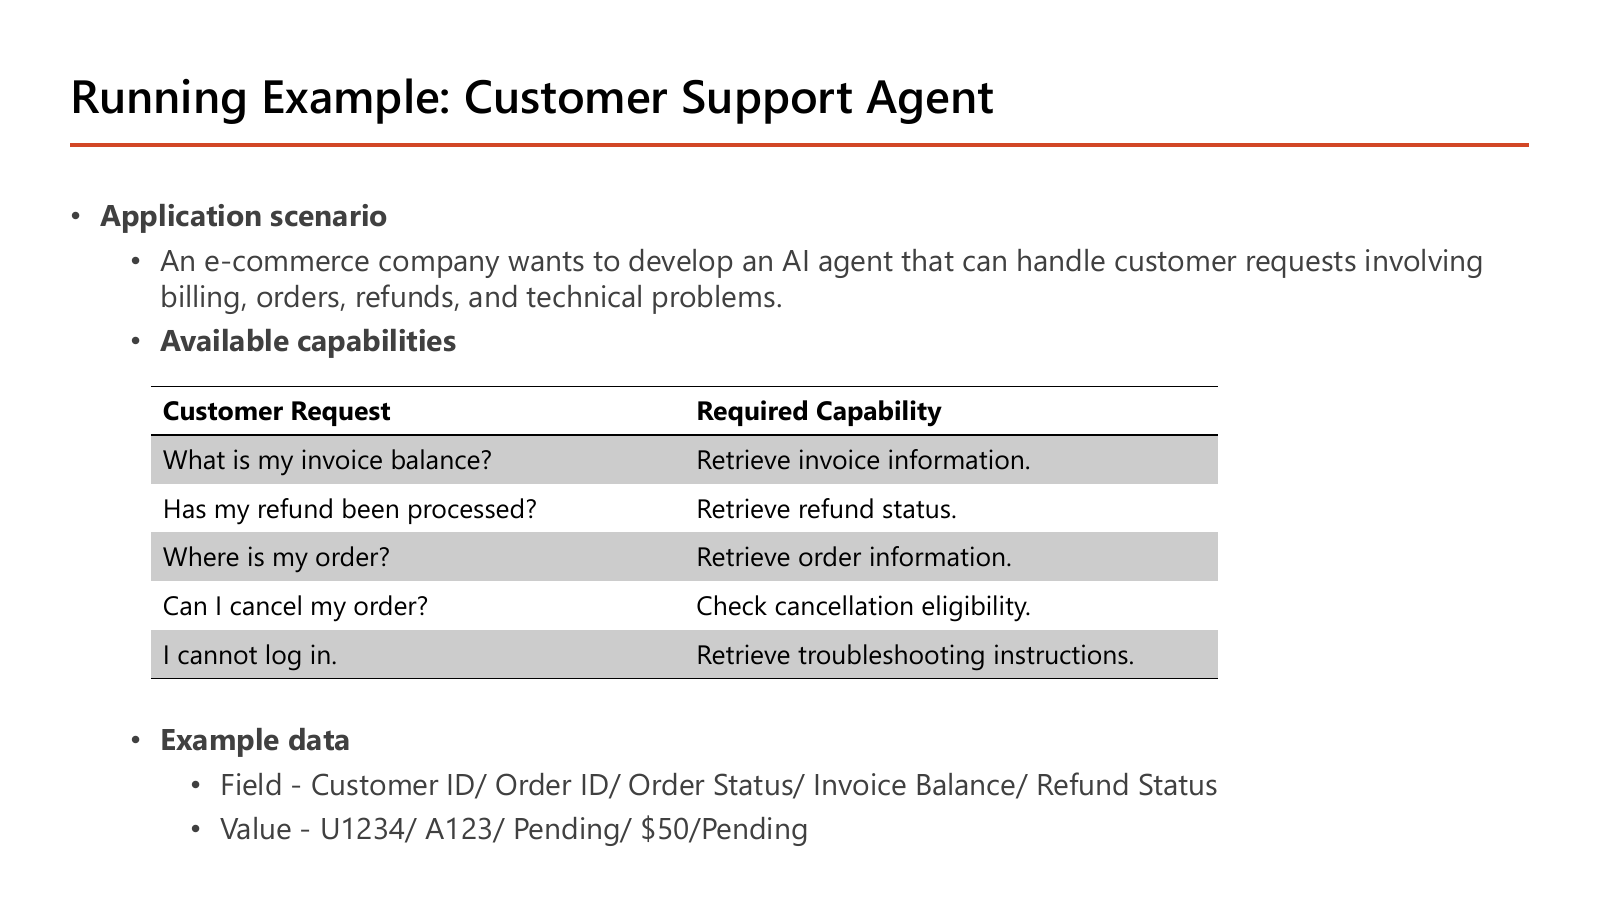 Running Example: Customer Support Agent
• Application scenario
• An e-commerce company wants to develop an AI agent that can handle customer requests involving
billing, orders, refunds, and technical problems.
• Available capabilities
Customer Request Required Capability
What is my invoice balance? Retrieve invoice information.
Has my refund been processed? Retrieve refund status.
Where is my order? Retrieve order information.
Can I cancel my order? Check cancellation eligibility.
I cannot log in. Retrieve troubleshooting instructions.
• Example data
• Field - Customer ID/ Order ID/ Order Status/ Invoice Balance/ Refund Status
• Value - U1234/ A123/ Pending/ $50/Pending